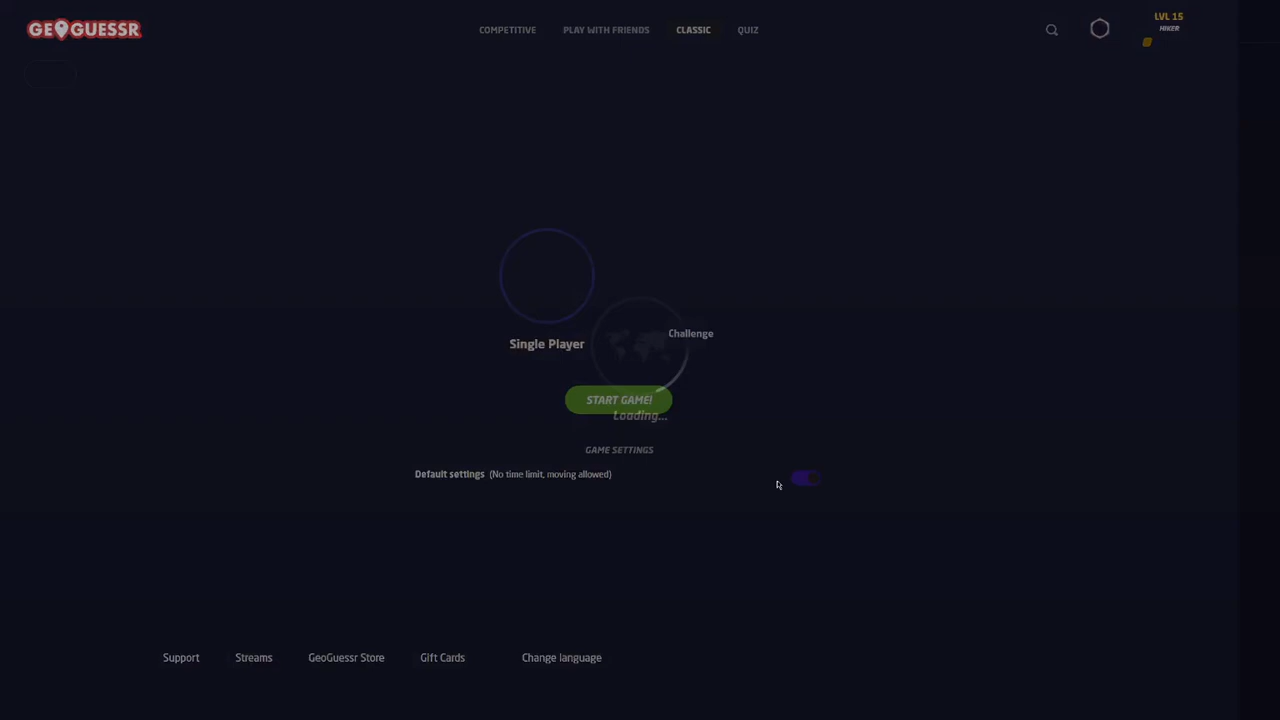 GEOGUESSR
COMPETITIVE PLAY WITH FRIENDS CLASSIC QUIZ
LVL 15
HIKER
Challenge
Single Player
START GAME!
Loading...
GAME SETTINGS
Default settings (No time limit, moving allowed)
Support Streams GeoGuessr Store Gift Cards Change language